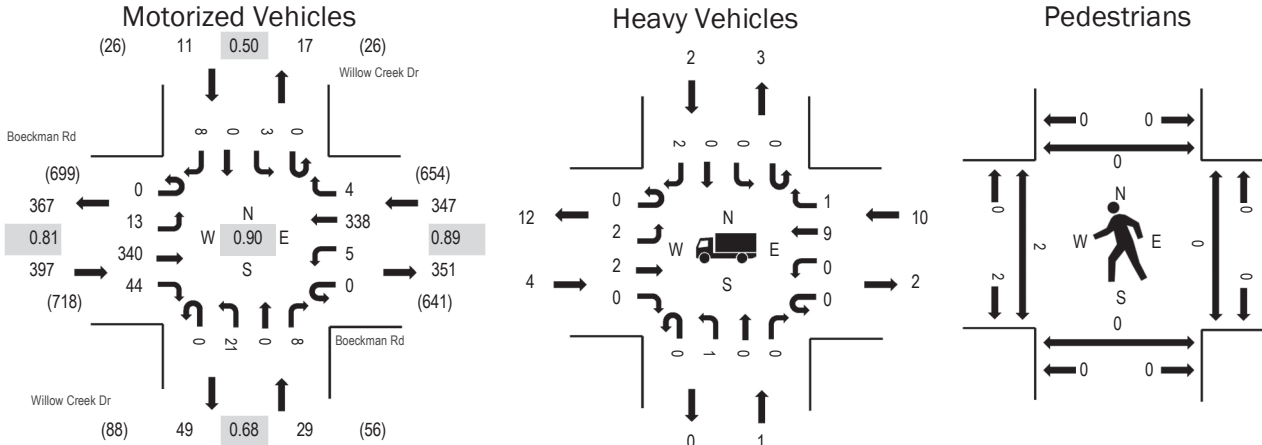 Motorized Vehicles
(26) 11 0.50 17 (26)
Willow Creek Dr
Boeckman Rd
8 0 3 0
(699)
367
0.81
397
(718)
0
13
340
44
N
W 0.90 E
S
4
338
5
0
(654)
347
0.89
351
(641)
0 21 0 8
Boeckman Rd
Willow Creek Dr
(88) 49 0.68 29 (56)
Heavy Vehicles
2 3
2 0 0 0
12
4
0
2
2
0
N
W E
S
1
9
0
0
10
2
0 1 0 0
0 1
Pedestrians
0 0
0
0
2
2
N
W E
S
0
0
0
0
0 0